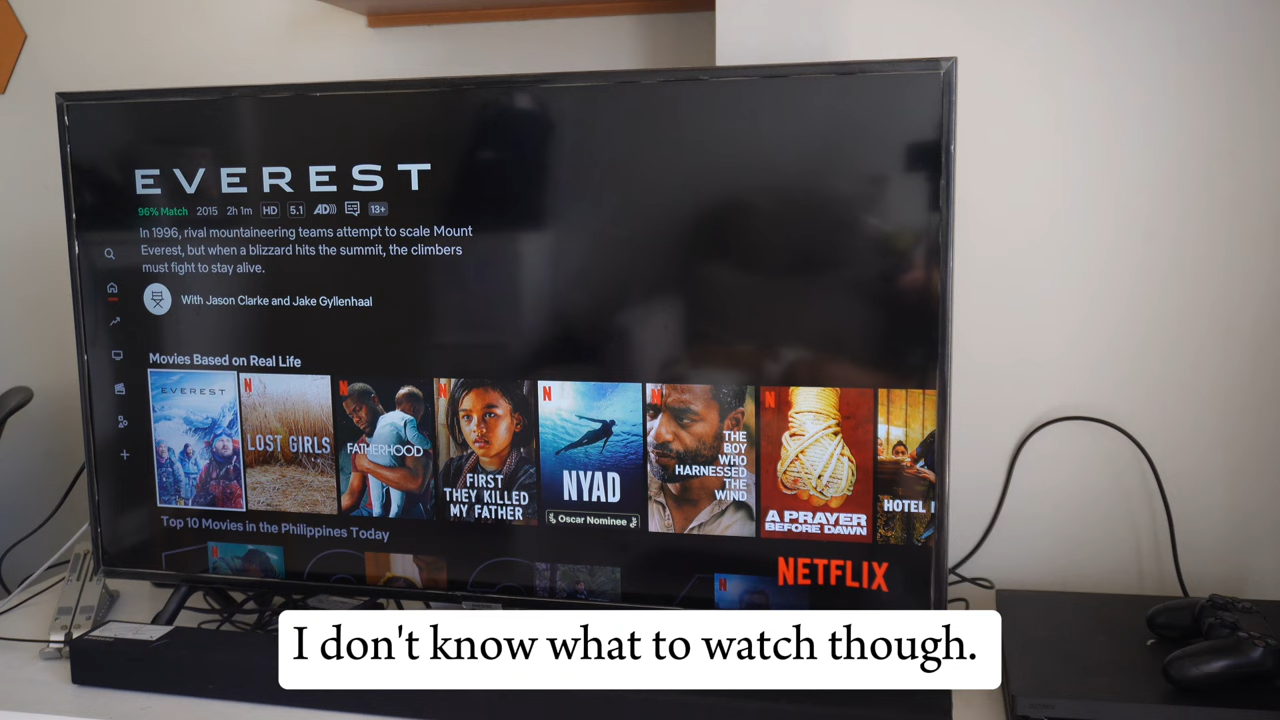 EVEREST
96% Match 2015 2h 1m HD 5.1 AD 13+
In 1996, rival mountaineering teams attempt to scale Mount
Everest, but when a blizzard hits the summit, the climbers
must fight to stay alive.
With Jason Clarke and Jake Gyllenhaal
Movies Based on Real Life
EVEREST
N
LOST GIRLS
N
FATHERHOOD
N
FIRST
THEY KILLED
MY FATHER
N
NYAD
Oscar Nominee
N
THE
BOY
WHO
HARNESSED
THE
WIND
N
A PRAYER
BEFORE DAWN
HOTEL
Top 10 Movies in the Philippines Today
N
N
NETFLIX
I don't know what to watch though.